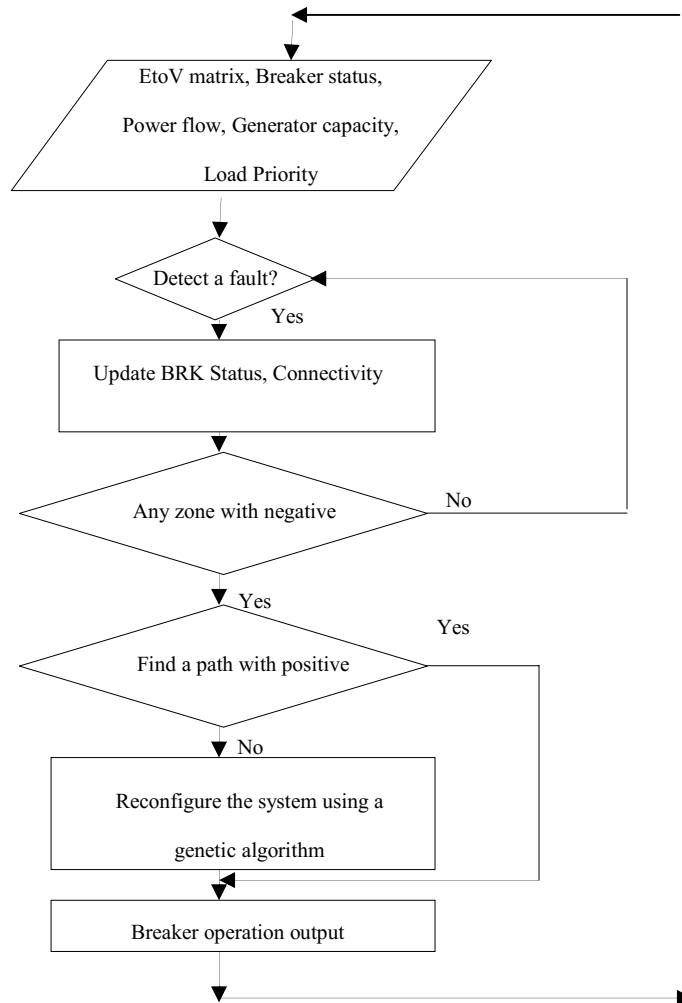 EtoV matrix, Breaker status,
Power flow, Generator capacity,
Load Priority
Detect a fault?
Yes
Update BRK Status, Connectivity
Any zone with negative
No
Yes
Yes
Find a path with positive
No
Reconfigure the system using a
genetic algorithm
Breaker operation output